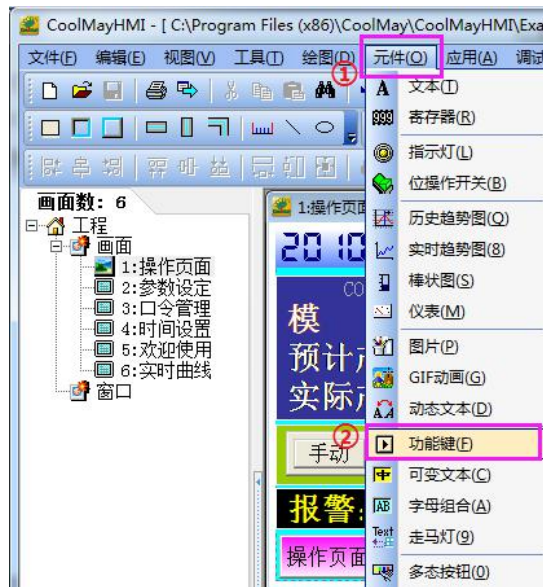 CoolMayHMI - [ C:\Program Files (x86)\CoolMay\CoolMayHMI\Exa
文件(F) 编辑(E) 视图(V) 工具(T) 绘图(D) 元件(O) 应用(A) 调试
①
A 文本(T)
999 寄存器(R)
指示灯(L)
位操作开关(B)
历史趋势图(Q)
实时趋势图(8)
棒状图(S)
仪表(M)
图片(P)
GIF动画(G)
动态文本(D)
② 功能键(F)
可变文本(C)
AB 字母组合(A)
Text 走马灯(9)
多态按钮(0)
画面数: 6
工程
画面
1:操作页面
2:参数设定
3:口令管理
4:时间设置
5:欢迎使用
6:实时曲线
窗口
1:操作页面
2010
CO
模
预计产
实际产
手动
报警:
操作页面